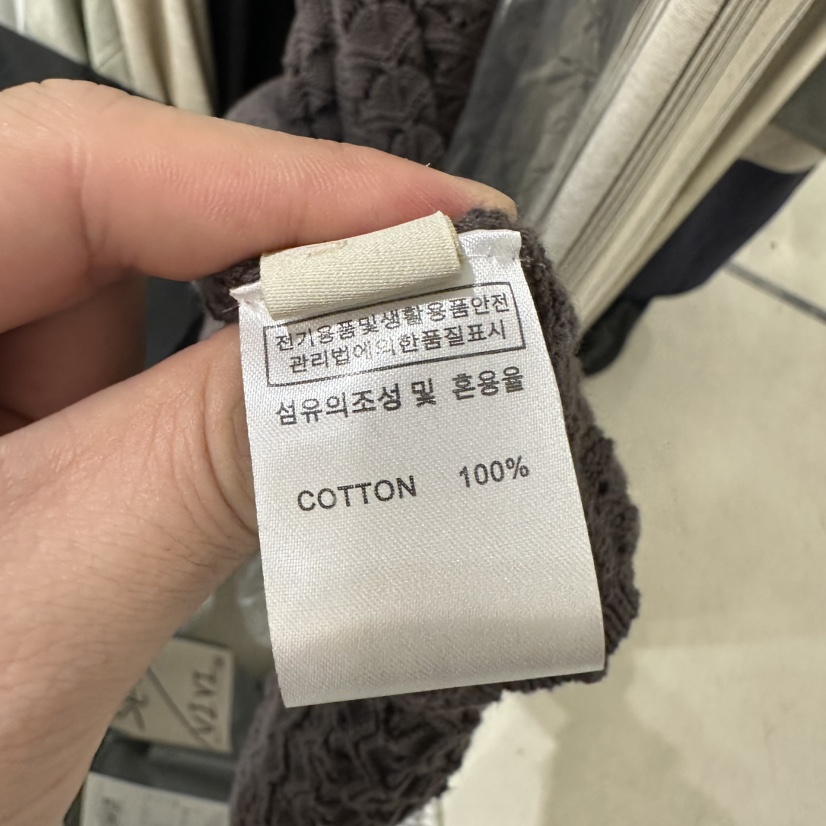 전기용품및생활용품안전
관리법에의한품질표시
섬유의조성 및 혼용율
COTTON 100%